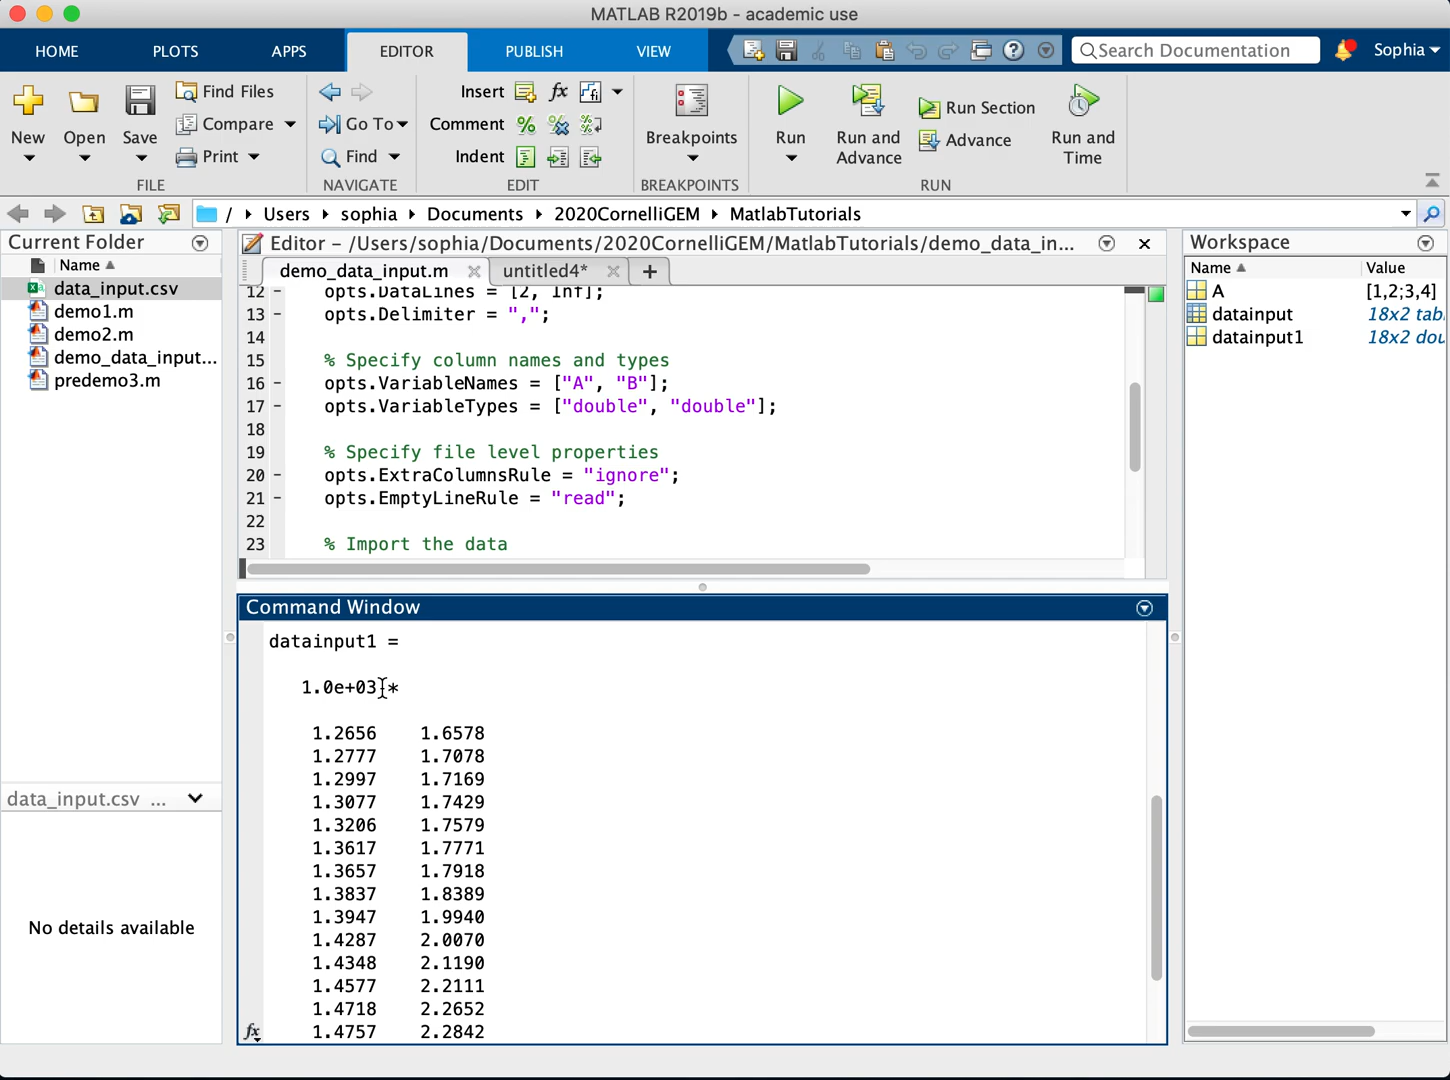 MATLAB R2019b - academic use
HOME PLOTS APPS EDITOR PUBLISH VIEW Search Documentation Sophia
New Open Save Find Files Compare Print
FILE
Go To Find
NAVIGATE
Insert fx
Comment % % %
Indent
EDIT
Breakpoints
BREAKPOINTS
Run Run and Advance Run Section Advance Run and Time
RUN
/ Users sophia Documents 2020CornelliGEM MatlabTutorials
Current Folder
Name
data_input.csv
demo1.m
demo2.m
demo_data_input...
predemo3.m
data_input.csv ...
No details available
Editor - /Users/sophia/Documents/2020CornelliGEM/MatlabTutorials/demo_data_in...
demo_data_input.m untitled4* +
12 - opts.DataLines = [2, Inf];
13 - opts.Delimiter = ",";
14
15 % Specify column names and types
16 - opts.VariableNames = ["A", "B"];
17 - opts.VariableTypes = ["double", "double"];
18
19 % Specify file level properties
20 - opts.ExtraColumnsRule = "ignore";
21 - opts.EmptyLineRule = "read";
22
23 % Import the data
Command Window
datainput1 =
1.0e+03 *
1.2656 1.6578
1.2777 1.7078
1.2997 1.7169
1.3077 1.7429
1.3206 1.7579
1.3617 1.7771
1.3657 1.7918
1.3837 1.8389
1.3947 1.9940
1.4287 2.0070
1.4348 2.1190
1.4577 2.2111
1.4718 2.2652
1.4757 2.2842
fx
Workspace
Name Value
A [1,2;3,4]
datainput 18x2 tabl
datainput1 18x2 dou